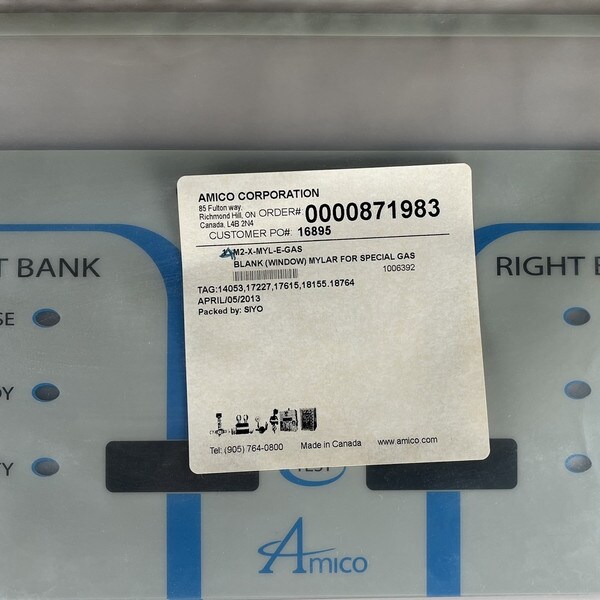 AMICO CORPORATION
85 Fulton way.
Richmond Hill, ON
Canada, L4B 2N4
ORDER#: 0000871983
CUSTOMER PO#: 16895
M2-X-MYL-E-GAS
BLANK (WINDOW) MYLAR FOR SPECIAL GAS
1006392
TAG:14053,17227,17615,18155.18764
APRIL/05/2013
Packed by: SIYO
Tel: (905) 764-0800 Made in Canada www.amico.com
T BANK
SE
DY
TY
RIGHT B
TEST
Amico